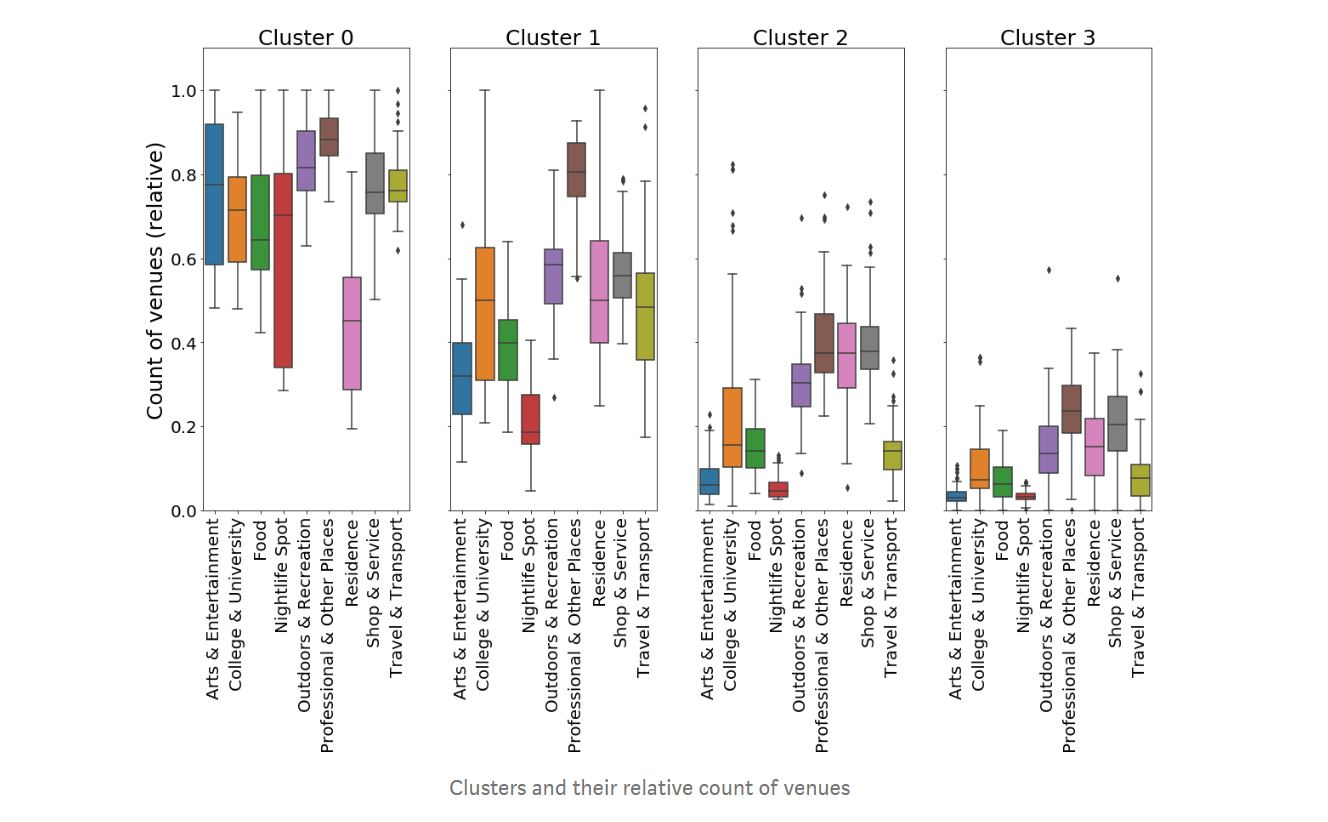 Cluster 0
Cluster 1
Cluster 2
Cluster 3
Count of venues (relative)
1.0
0.8
0.6
0.4
0.2
0.0
Arts & Entertainment
College & University
Food
Nightlife Spot
Outdoors & Recreation
Professional & Other Places
Residence
Shop & Service
Travel & Transport
Arts & Entertainment
College & University
Food
Nightlife Spot
Outdoors & Recreation
Professional & Other Places
Residence
Shop & Service
Travel & Transport
Arts & Entertainment
College & University
Food
Nightlife Spot
Outdoors & Recreation
Professional & Other Places
Residence
Shop & Service
Travel & Transport
Arts & Entertainment
College & University
Food
Nightlife Spot
Outdoors & Recreation
Professional & Other Places
Residence
Shop & Service
Travel & Transport
Clusters and their relative count of venues